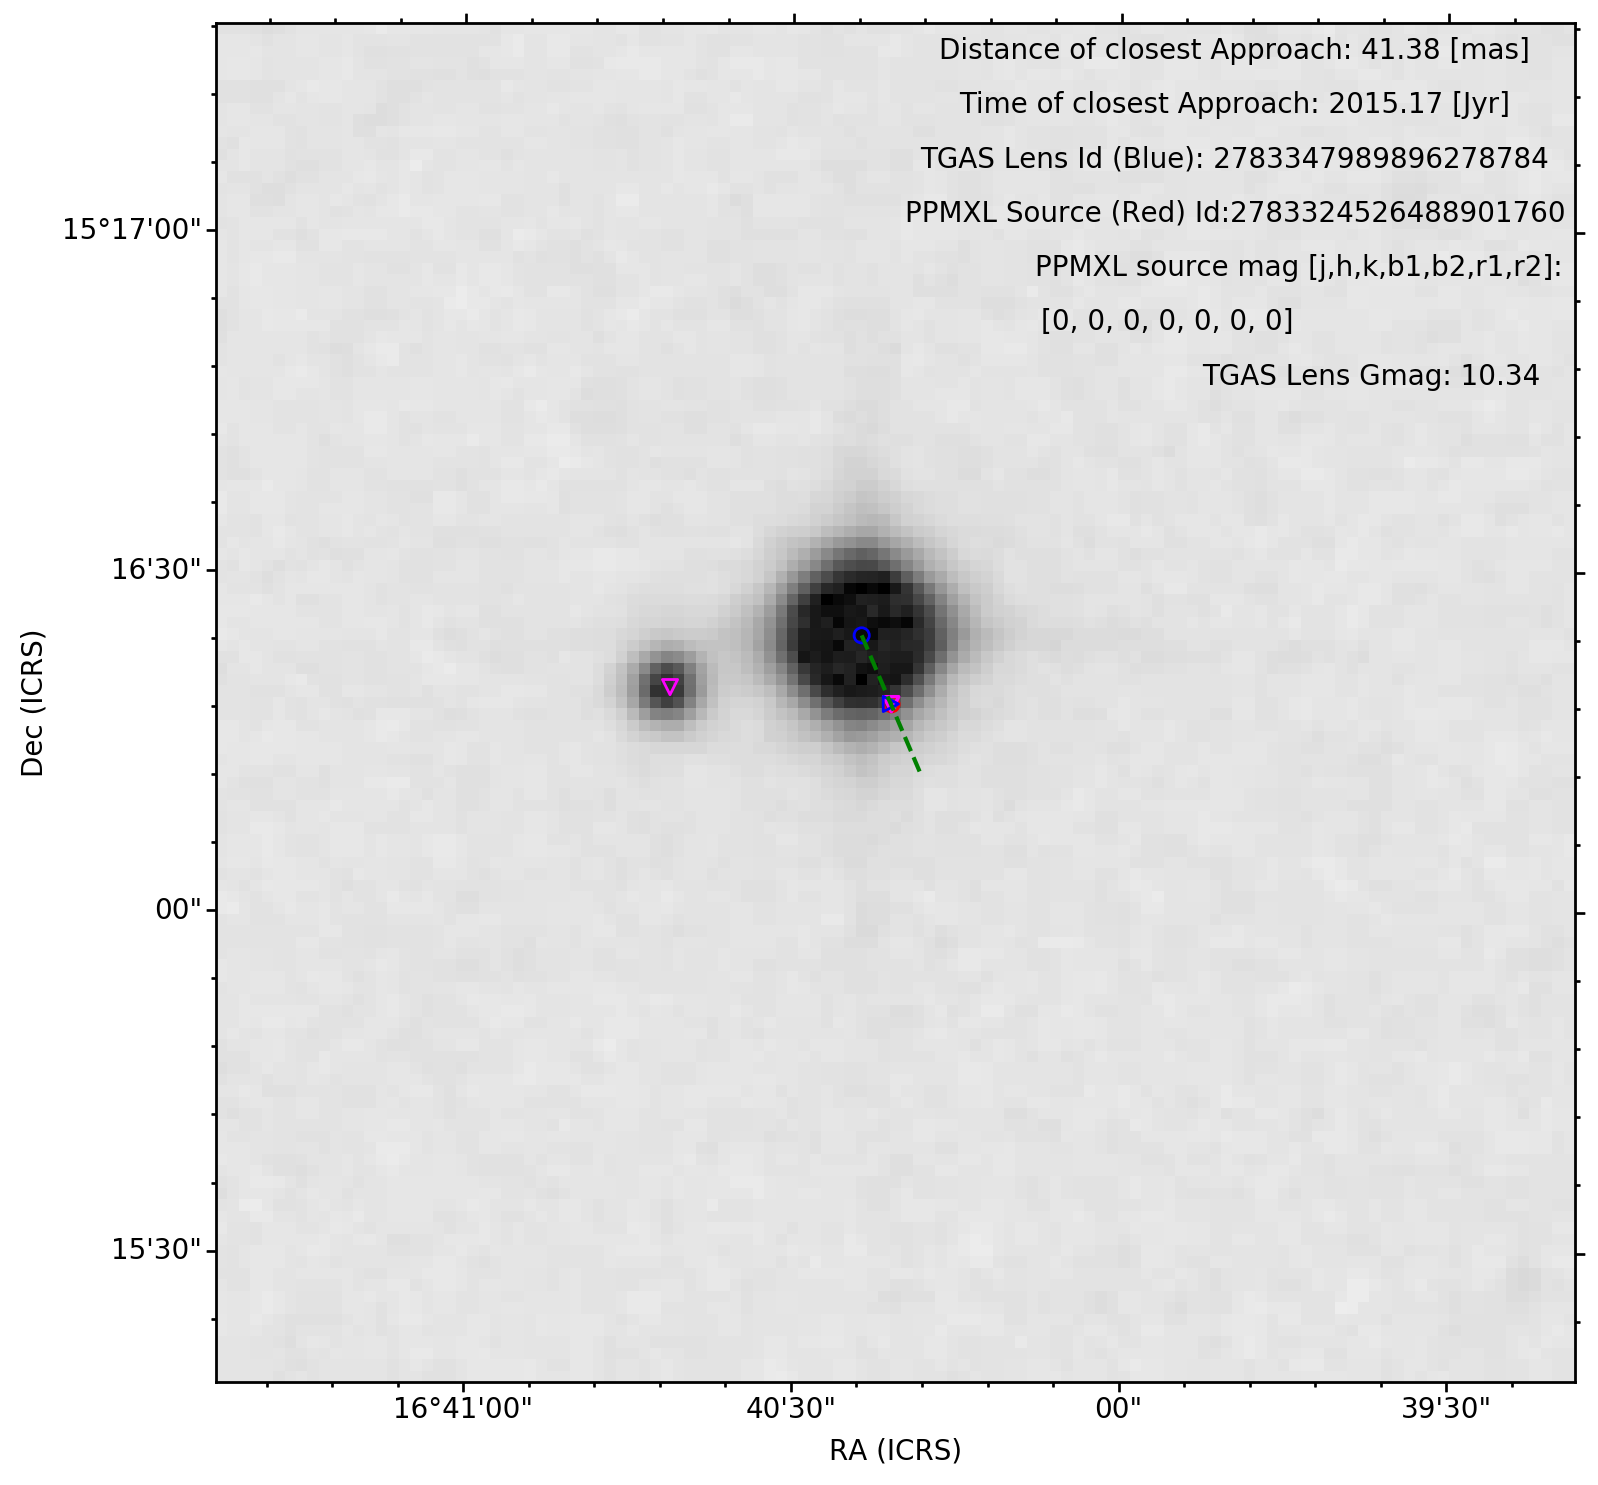 Distance of closest Approach: 41.38 [mas]
Time of closest Approach: 2015.17 [Jyr]
TGAS Lens Id (Blue): 2783347989896278784
PPMXL Source (Red) Id:2783324526488901760
PPMXL source mag [j,h,k,b1,b2,r1,r2]:
[0, 0, 0, 0, 0, 0, 0]
TGAS Lens Gmag: 10.34
15°17'00"
16'30"
00"
15'30"
Dec (ICRS)
16°41'00" 40'30" 00" 39'30"
RA (ICRS)